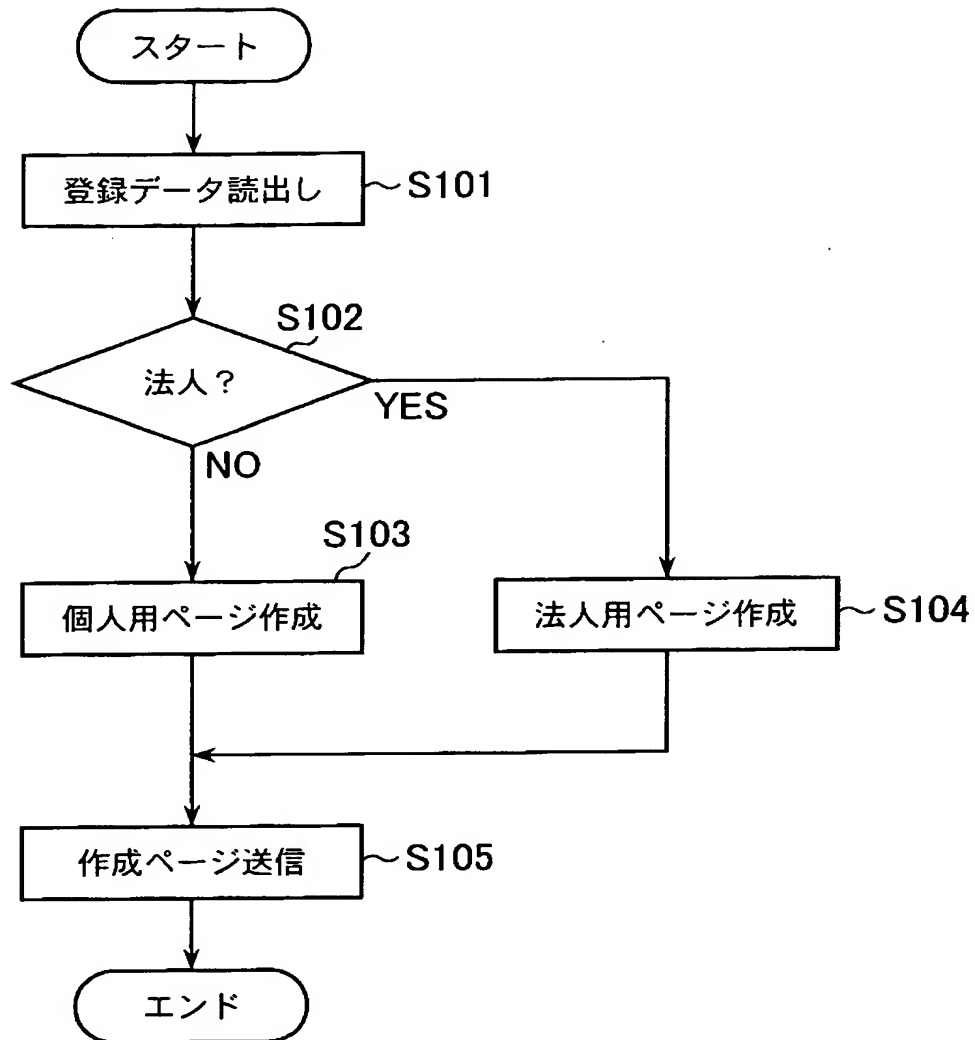 スタート
登録データ読出し
S101
S102
法人?
YES
NO
S103
個人用ページ作成
法人用ページ作成
S104
作成ページ送信
S105
エンド